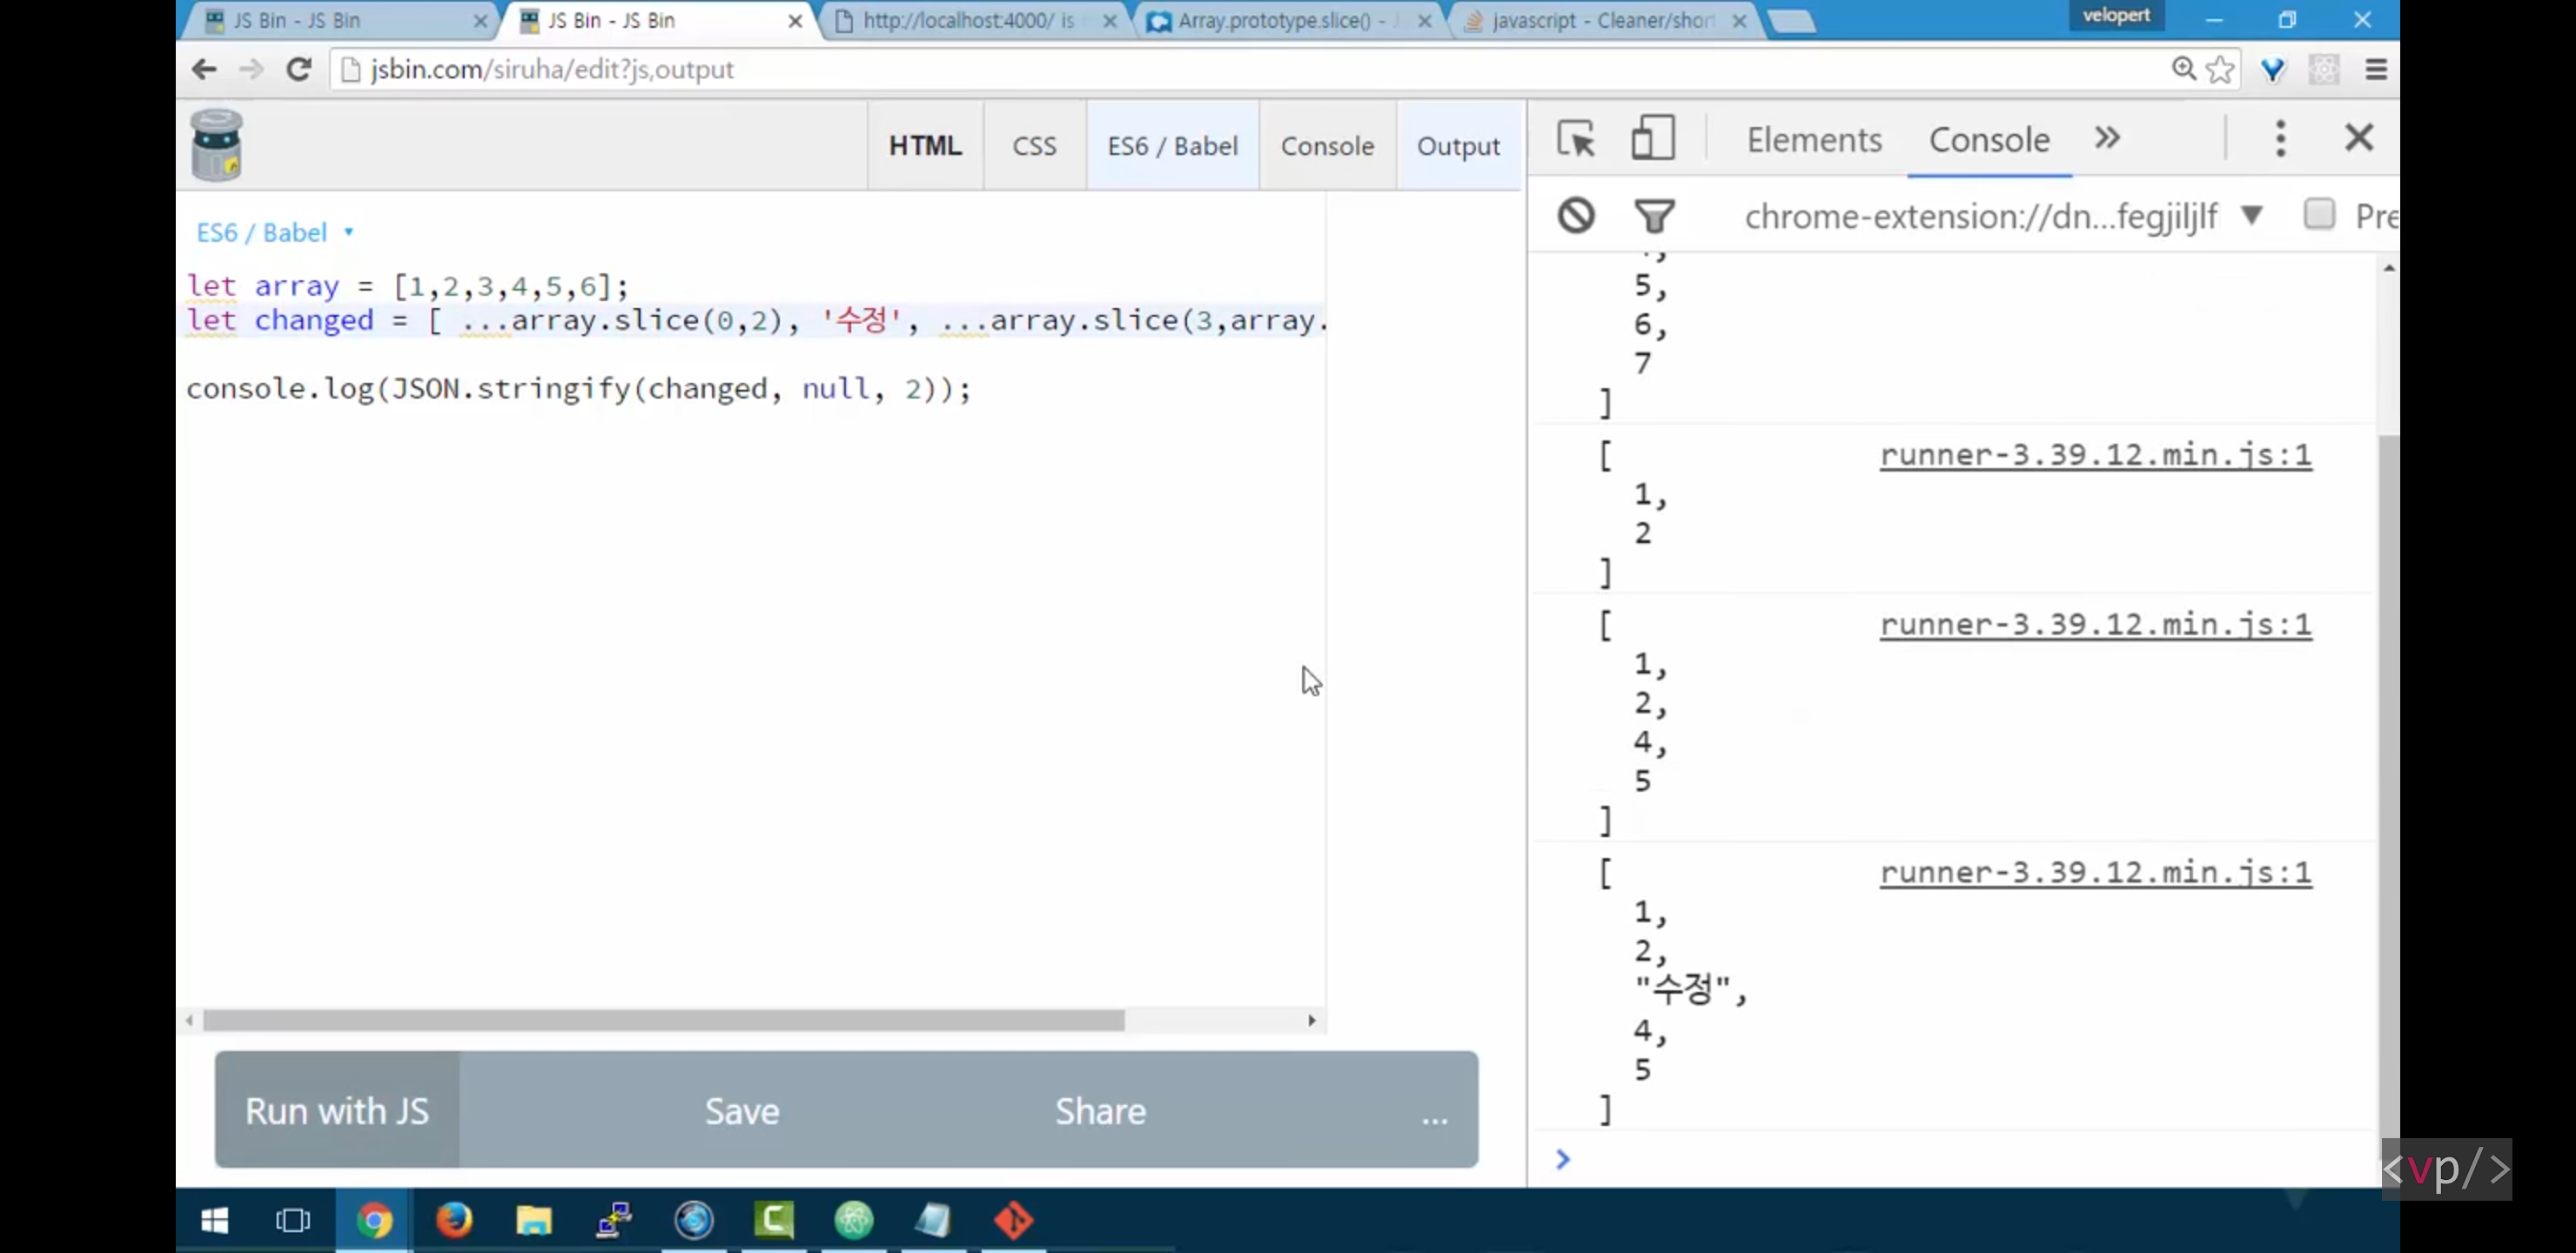 JS Bin - JS Bin
JS Bin - JS Bin
http://localhost:4000/ is
Array.prototype.slice() -
javascript - Cleaner/short
velopert
jsbin.com/siruha/edit?js,output
HTML
CSS
ES6 / Babel
Console
Output
Elements
Console
»
chrome-extension://dn...fegjiljlf
Pre
ES6 / Babel
let array = [1,2,3,4,5,6];
let changed = [ ...array.slice(0,2), '수정', ...array.slice(3,array.
console.log(JSON.stringify(changed, null, 2));
5,
6,
7
]
[ runner-3.39.12.min.js:1
1,
2
]
[ runner-3.39.12.min.js:1
1,
2,
4,
5
]
[ runner-3.39.12.min.js:1
1,
2,
"수정",
4,
5
]
>
Run with JS
Save
Share
...
<vp/>